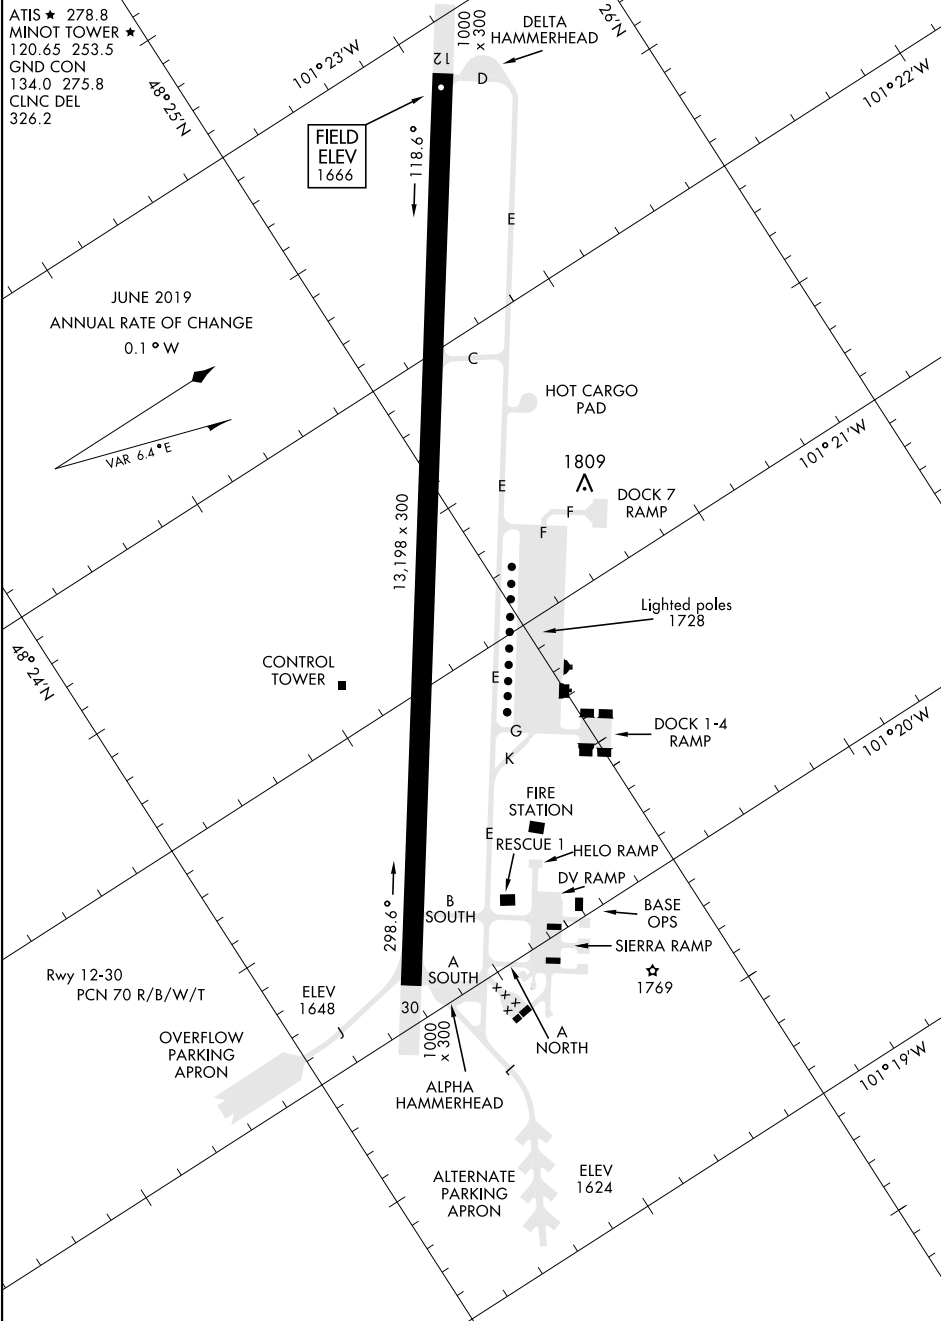 ATIS ★ 278.8
MINOT TOWER ★
120.65 253.5
GND CON
134.0 275.8
CLNC DEL
326.2
1000
x 300
DELTA
HAMMERHEAD
26'N
101°23'W
48°25'N
101°22'W
12
D
FIELD
ELEV
1666
118.6°
E
JUNE 2019
ANNUAL RATE OF CHANGE
0.1°W
VAR 6.4°E
C
HOT CARGO
PAD
101°21'W
1809
E
DOCK 7
RAMP
F
F
13,198 x 300
Lighted poles
1728
48°24'N
CONTROL
TOWER
E
G
DOCK 1-4
RAMP
101°20'W
K
FIRE
STATION
E
RESCUE 1
HELO RAMP
DV RAMP
298.6°
B
SOUTH
BASE
OPS
SIERRA RAMP
A
SOUTH
1769
Rwy 12-30
PCN 70 R/B/W/T
ELEV
1648
30
x x x x
J
1000
x 300
A
NORTH
OVERFLOW
PARKING
APRON
L
101°19'W
ALPHA
HAMMERHEAD
ALTERNATE
PARKING
APRON
ELEV
1624